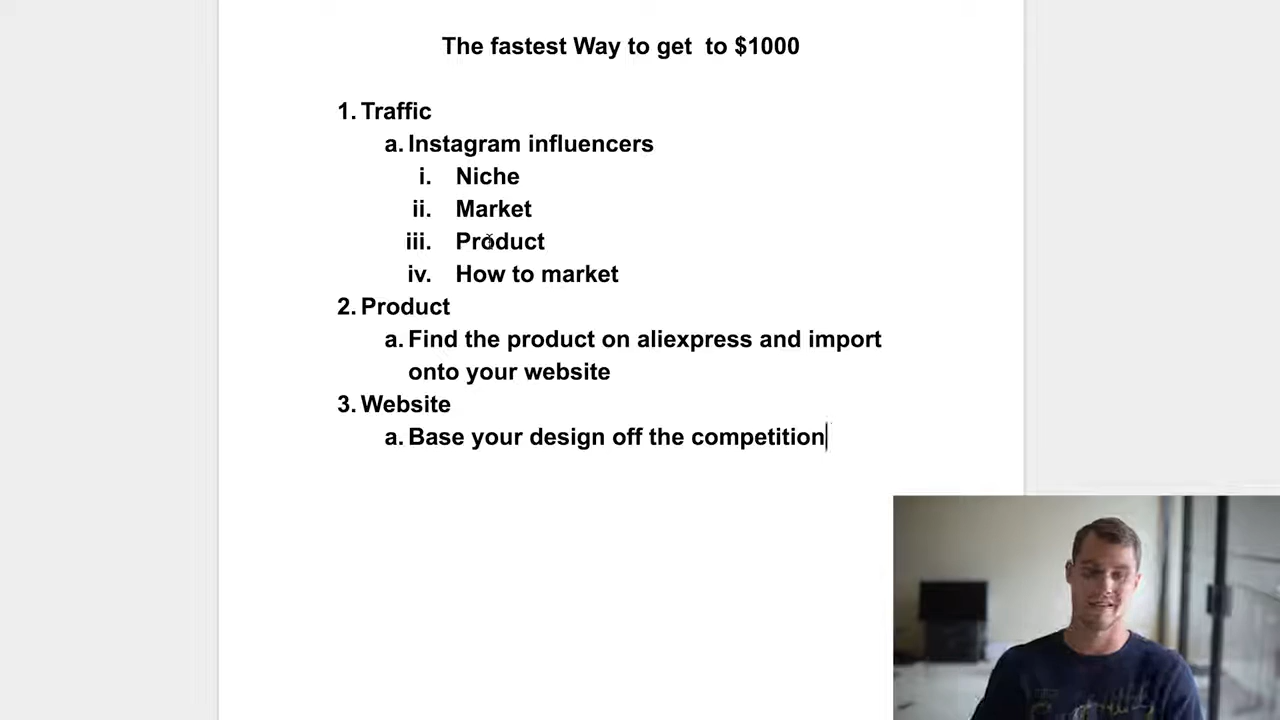 The fastest Way to get  to $1000
1. Traffic
a. Instagram influencers
i. Niche
ii. Market
iii. Product
iv. How to market
2. Product
a. Find the product on aliexpress and import
onto your website
3. Website
a. Base your design off the competition